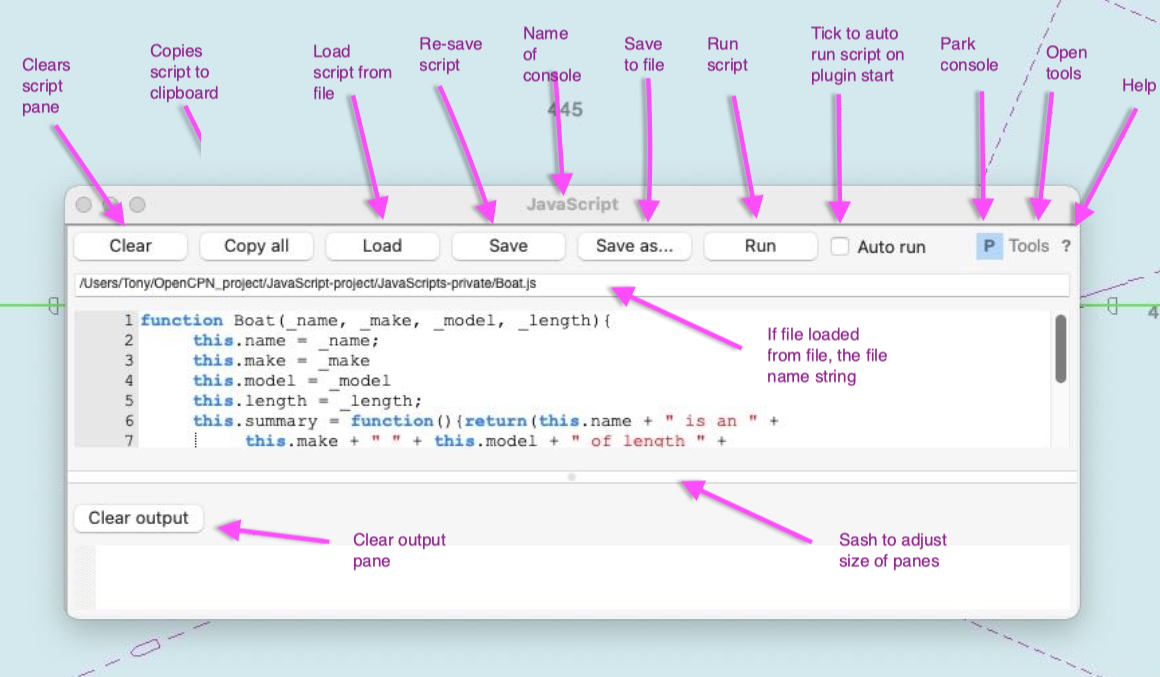 Clears
script
pane
Copies
script to
clipboard
Load
script from
file
Re-save
script
Name
of
console
Save
to file
Run
script
Tick to auto
run script on
plugin start
Park
console
Open
tools
Help
445
JavaScript
Clear
Copy all
Load
Save
Save as...
Run
Auto run
P
Tools
?
/Users/Tony/OpenCPN_project/JavaScript-project/JavaScripts-private/Boat.js
1 function Boat(_name, _make, _model, _length){
2 this.name = _name;
3 this.make = _make
4 this.model = _model
5 this.length = _length;
6 this.summary = function(){return(this.name + " is an " +
7 this.make + " " + this.model + " of length " +
If file loaded
from file, the file
name string
4
Clear output
Clear output
pane
Sash to adjust
size of panes